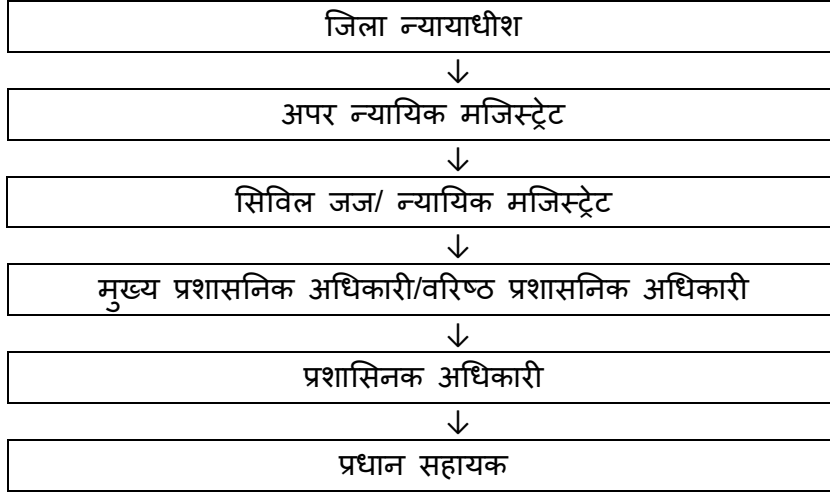 जिला न्यायाधीश
↓
अपर न्यायिक मजिस्ट्रेट
↓
सिविल जज/ न्यायिक मजिस्ट्रेट
↓
मुख्य प्रशासनिक अधिकारी/वरिष्ठ प्रशासनिक अधिकारी
↓
प्रशासिनक अधिकारी
↓
प्रधान सहायक